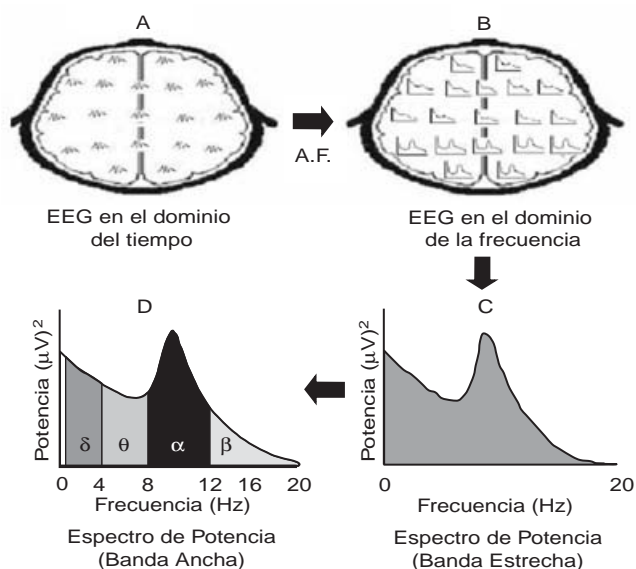 A
B
A.F.
EEG en el dominio
del tiempo
EEG en el dominio
de la frecuencia
D
C
Potencia (µV)²
δ θ α β
0 4 8 12 16 20
Frecuencia (Hz)
Espectro de Potencia
(Banda Ancha)
Potencia (µV)²
0 20
Frecuencia (Hz)
Espectro de Potencia
(Banda Estrecha)